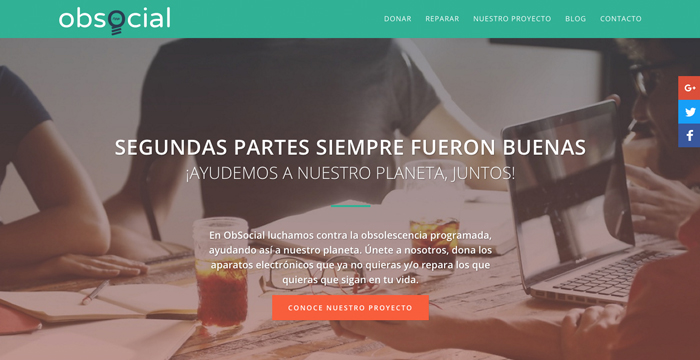 obsocial
DONAR REPARAR NUESTRO PROYECTO BLOG CONTACTO
G+
SEGUNDAS PARTES SIEMPRE FUERON BUENAS
¡AYUDEMOS A NUESTRO PLANETA, JUNTOS!
En ObSocial luchamos contra la obsolescencia programada,
ayudando así a nuestro planeta. Únete a nosotros, dona los
aparatos electrónicos que ya no quieras y/o repara los que
quieras que sigan en tu vida.
CONOCE NUESTRO PROYECTO